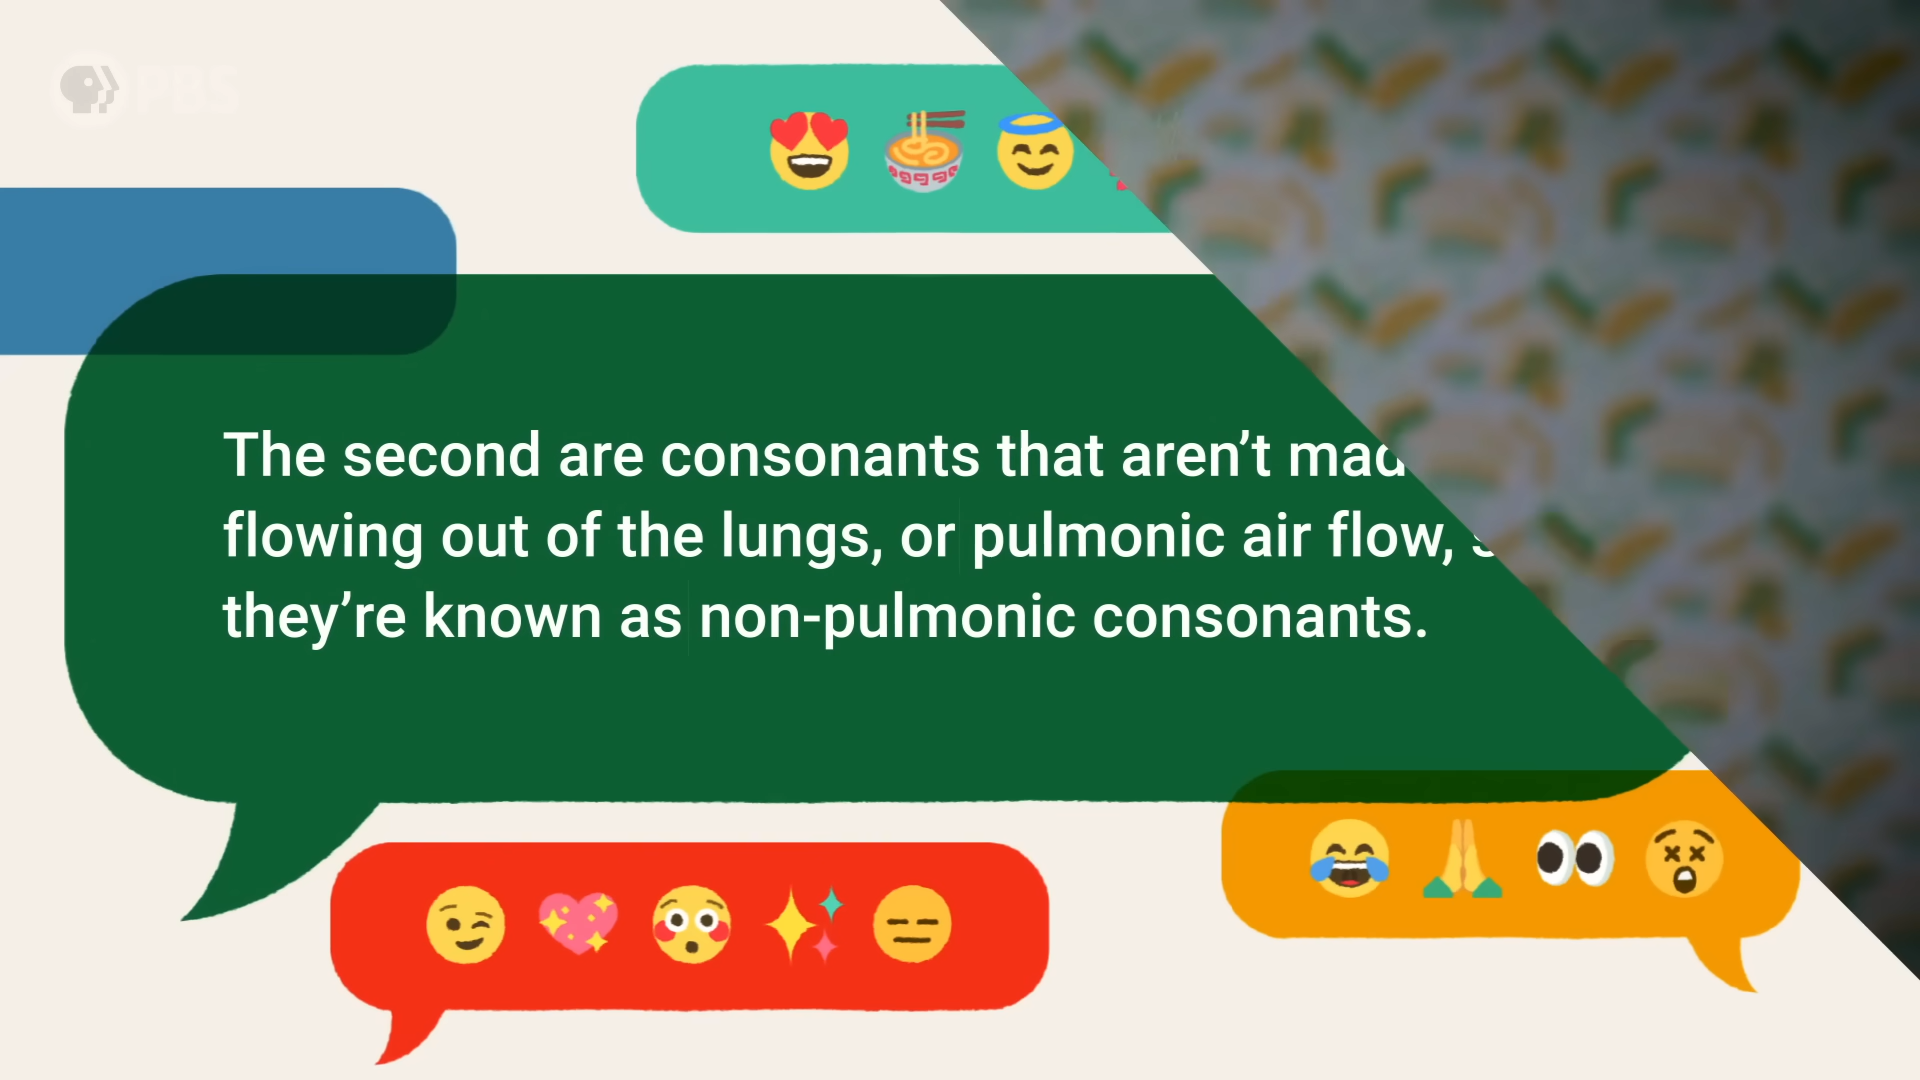 PBS
The second are consonants that aren’t mad
flowing out of the lungs, or pulmonic air flow,
they’re known as non-pulmonic consonants.